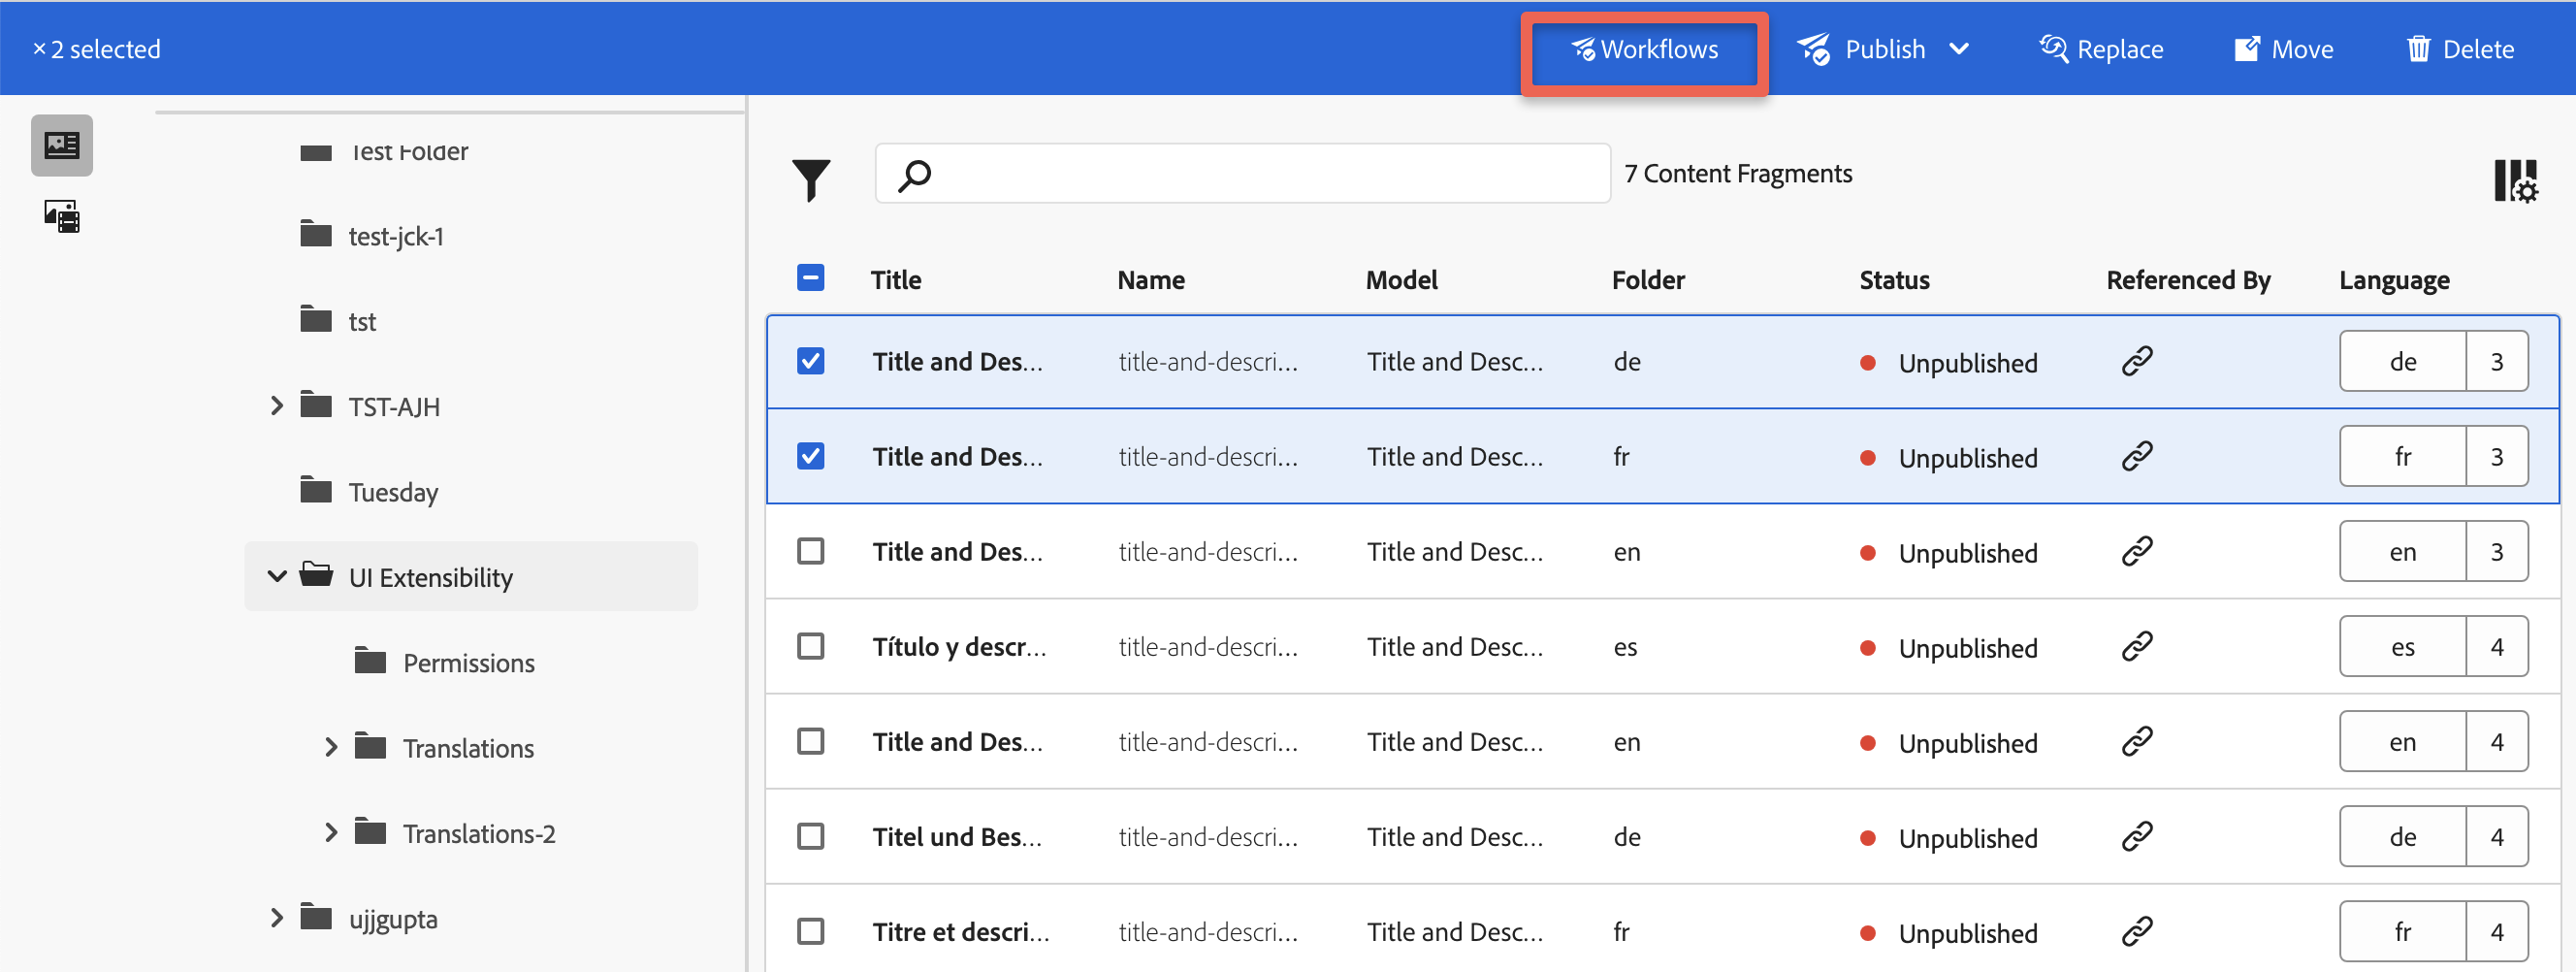 × 2 selected
Workflows
Publish
Replace
Move
Delete
Test Folder
test-jck-1
tst
TST-AJH
Tuesday
UI Extensibility
Permissions
Translations
Translations-2
ujjgupta
7 Content Fragments
Title Name Model Folder Status Referenced By Language
Title and Des... title-and-descri... Title and Desc... de Unpublished de 3
Title and Des... title-and-descri... Title and Desc... fr Unpublished fr 3
Title and Des... title-and-descri... Title and Desc... en Unpublished en 3
Título y descr... title-and-descri... Title and Desc... es Unpublished es 4
Title and Des... title-and-descri... Title and Desc... en Unpublished en 4
Titel und Bes... title-and-descri... Title and Desc... de Unpublished de 4
Titre et descri... title-and-descri... Title and Desc... fr Unpublished fr 4